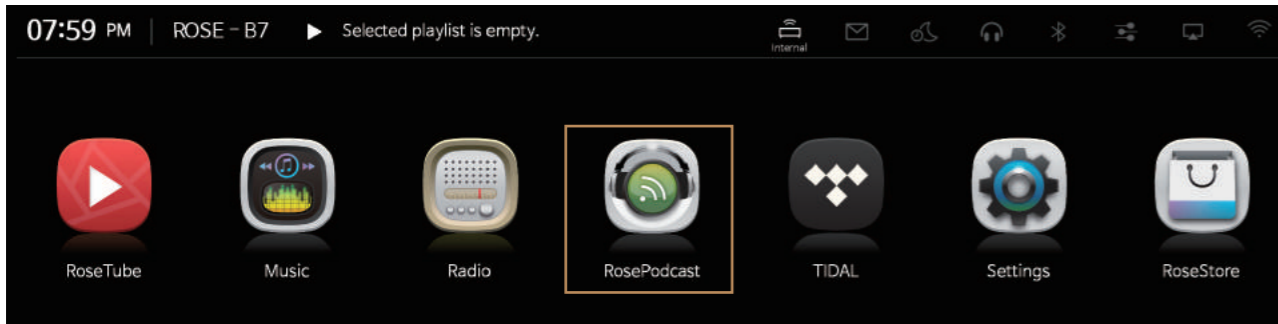 07:59 PM ROSE - B7 Selected playlist is empty.
Internal
RoseTube Music Radio RosePodcast TIDAL Settings RoseStore